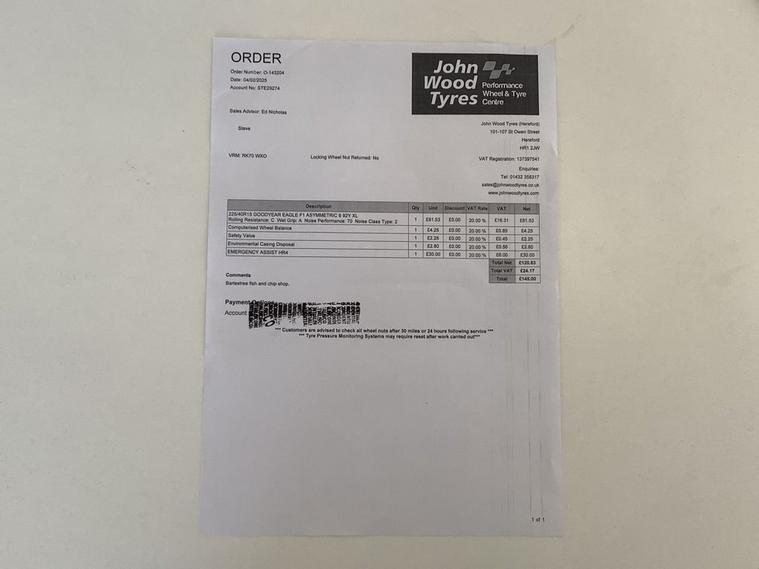 ORDER
Order Number: O-143204
Date: 04/02/2025
Account No: STE29274
John Wood Tyres
Performance Wheel & Tyre Centre
Sales Advisor: Ed Nicholas
Steve
John Wood Tyres (Hereford)
101-107 St Owen Street
Hereford
HR1 2JW
VRM: RK70 WXO Locking Wheel Nut Returned: No VAT Registration: 137397541
Enquiries:
Tel: 01432 358317
sales@johnwoodtyres.co.uk
www.johnwoodtyres.com
Description Qty Unit Discount VAT Rate VAT Net
225/40R18 GOODYEAR EAGLE F1 ASYMMETRIC 6 92Y XL
Rolling Resistance: C Wet Grip: A Noise Performance: 70 Noise Class Type: 2 1 £81.53 £0.00 20.00 % £16.31 £81.53
Computerised Wheel Balance 1 £4.25 £0.00 20.00 % £0.85 £4.25
Safety Valve 1 £2.25 £0.00 20.00 % £0.45 £2.25
Environmental Casing Disposal 1 £2.80 £0.00 20.00 % £0.56 £2.80
EMERGENCY ASSIST HR4 1 £30.00 £0.00 20.00 % £6.00 £30.00
Total Net £120.83
Total VAT £24.17
Total £145.00
Comments
Bartestree fish and chip shop.
Payment
Account
*** Customers are advised to check all wheel nuts after 30 miles or 24 hours following service ***
*** Tyre Pressure Monitoring Systems may require reset after work carried out***
1 of 1